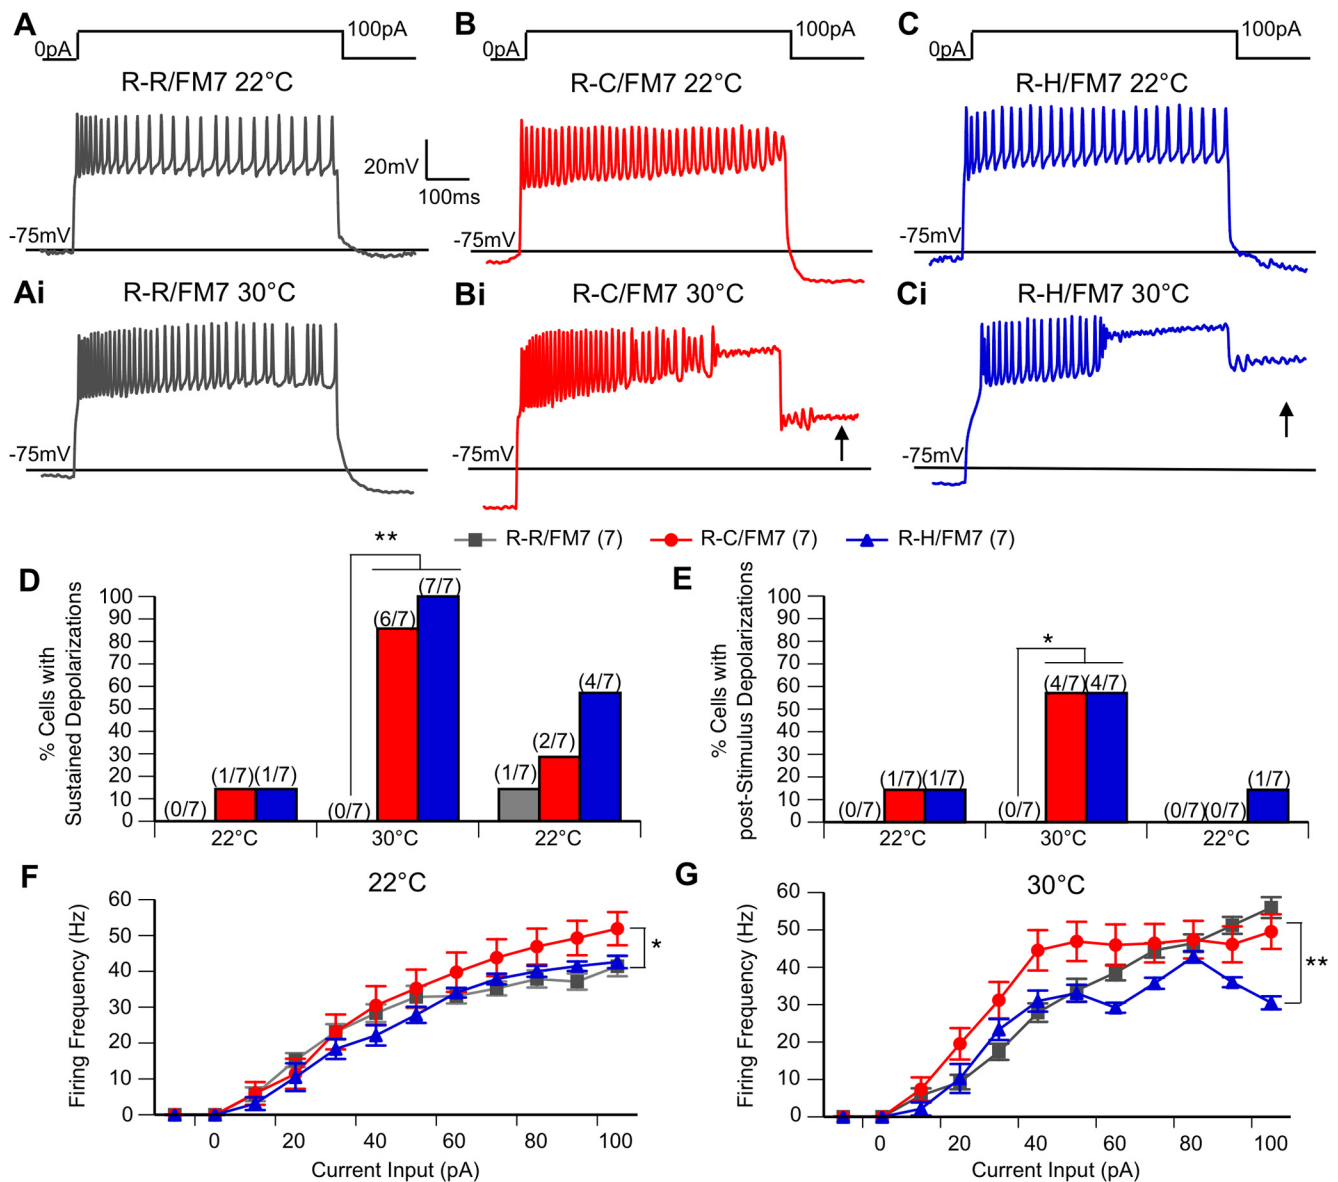 A
0pA
100pA
R-R/FM7 22°C
20mV
100ms
-75mV
B
100pA
R-C/FM7 22°C
-75mV
C
0pA
100pA
R-H/FM7 22°C
-75mV
Ai
R-R/FM7 30°C
-75mV
Bi
R-C/FM7 30°C
-75mV
Ci
R-H/FM7 30°C
-75mV
R-R/FM7 (7)
R-C/FM7 (7)
R-H/FM7 (7)
D
% Cells with
Sustained Depolarizations
100
90
80
70
60
50
40
30
20
10
0
**
(0/7)
(1/7)
(1/7)
(0/7)
(6/7)
(7/7)
(1/7)
(2/7)
(4/7)
22°C
30°C
22°C
E
% Cells with
post-Stimulus Depolarizations
100
90
80
70
60
50
40
30
20
10
0
*
(0/7)
(1/7)
(1/7)
(0/7)
(4/7)
(4/7)
(0/7)
(0/7)
(1/7)
22°C
30°C
22°C
F
22°C
Firing Frequency (Hz)
60
50
40
30
20
10
0
*
0
20
40
60
80
100
Current Input (pA)
G
30°C
Firing Frequency (Hz)
60
50
40
30
20
10
0
**
0
20
40
60
80
100
Current Input (pA)